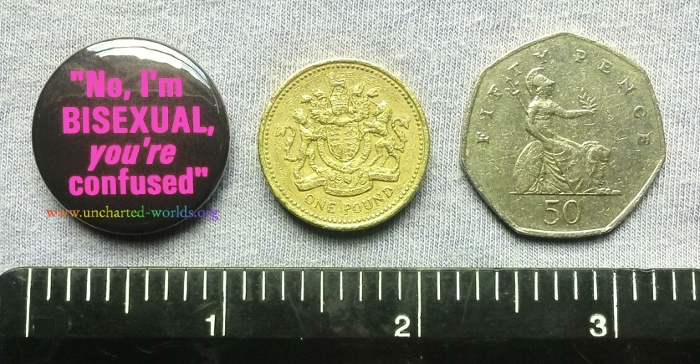 "No, I'm
BISEXUAL,
you're
confused"
www.uncharted-worlds.org
ONE POUND
FIFTY PENCE
50
1
2
3